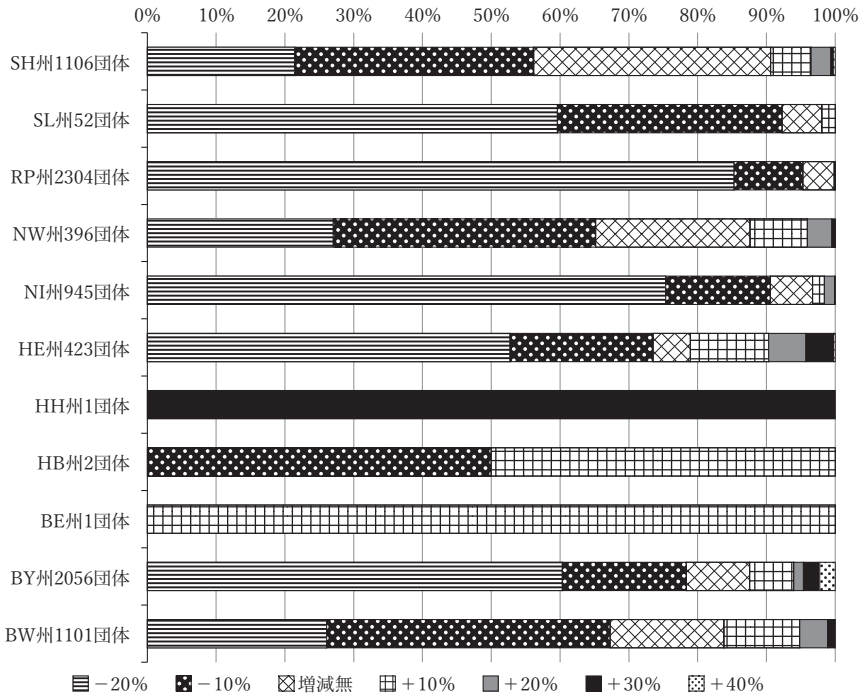 0% 10% 20% 30% 40% 50% 60% 70% 80% 90% 100%
SH州1106団体
SL州52団体
RP州2304団体
NW州396団体
NI州945団体
HE州423団体
HH州1団体
HB州2団体
BE州1団体
BY州2056団体
BW州1101団体
−20% −10% 増減無 +10% +20% +30% +40%